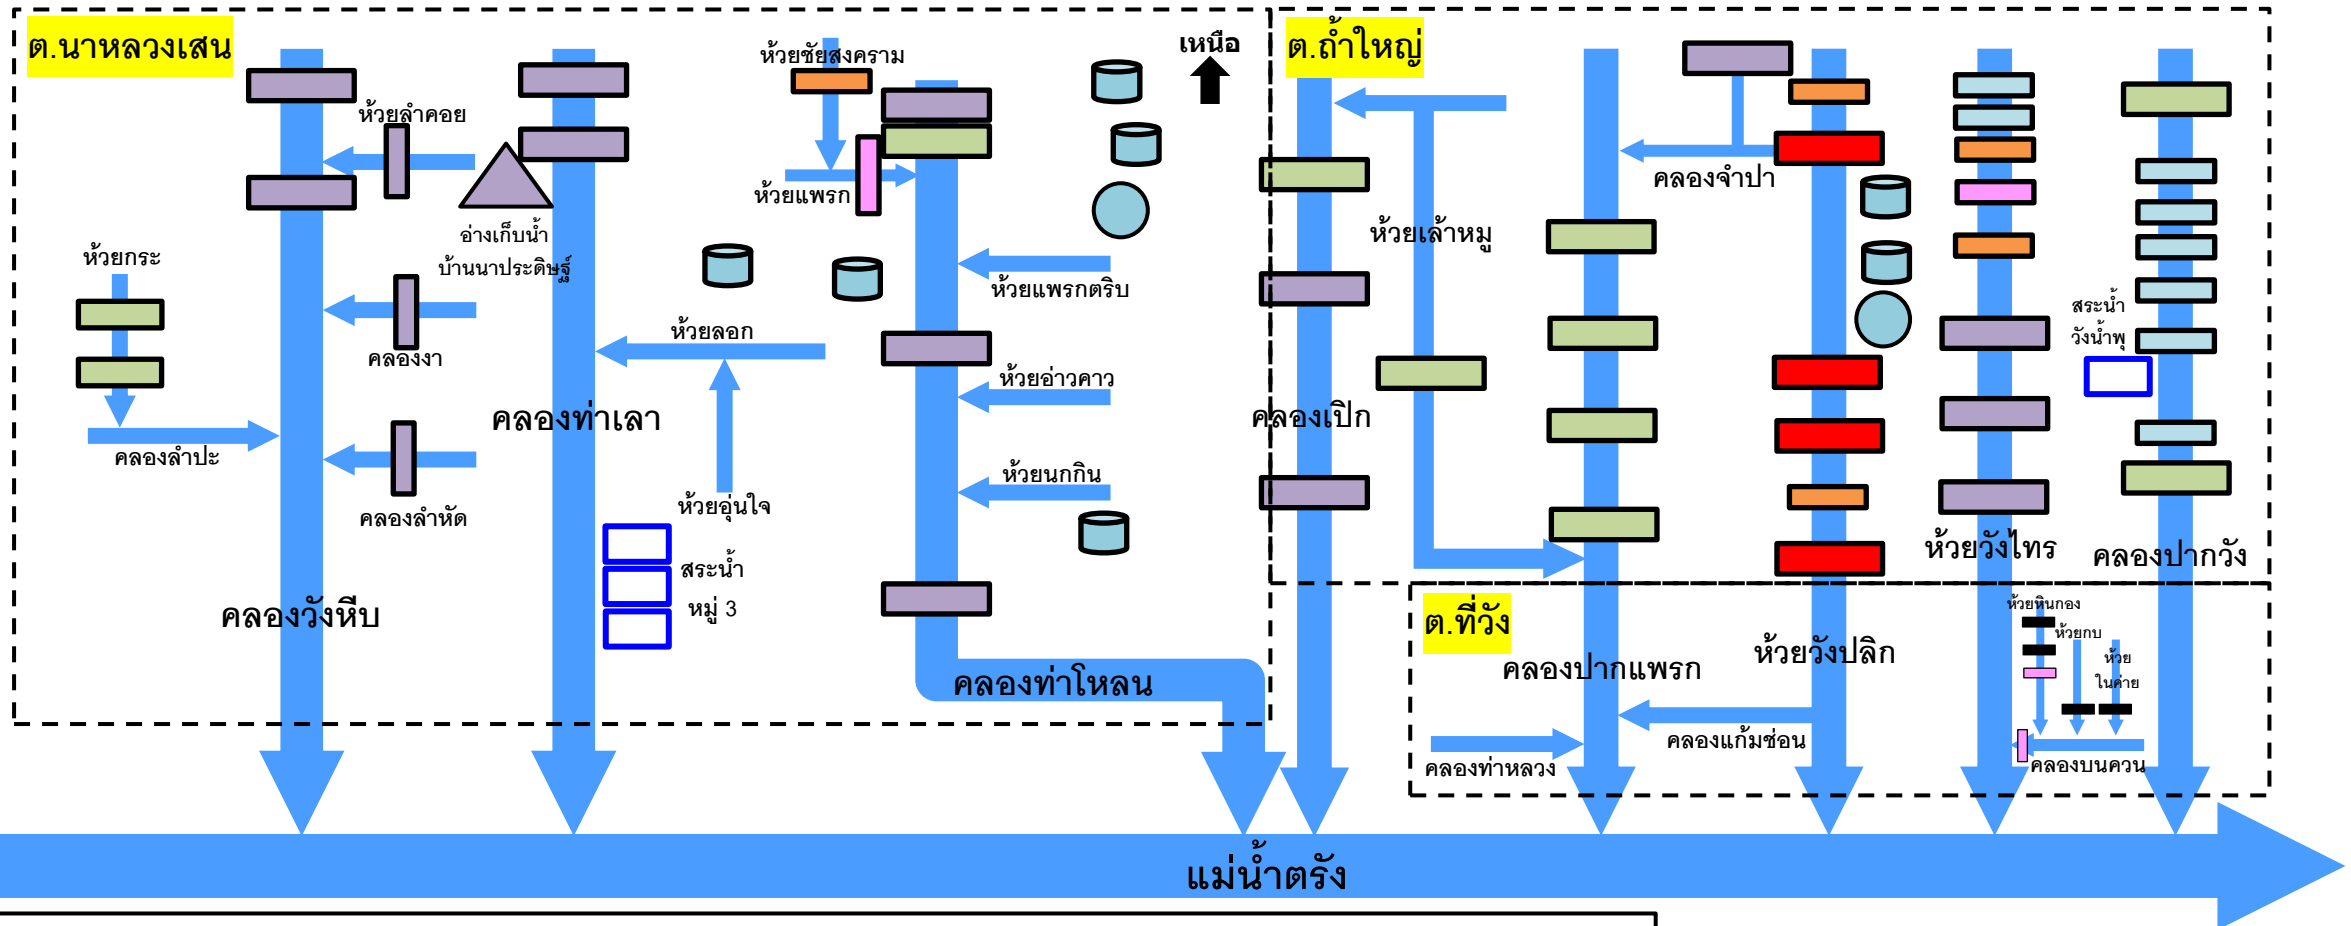 ต.นาหลวงเสน
ห้วยชัยสงคราม
เหนือ
ต.ถ้ำใหญ่
ห้วยลำคอย
คลองจำปา
ห้วยแพรก
อ่างเก็บน้ำ
บ้านนาประดิษฐ์
ห้วยเล้าหมู
ห้วยกระ
ห้วยแพรกตริบ
สระน้ำ
วังน้ำพุ
ห้วยลอก
คลองงา
ห้วยอ่าวคาว
คลองท่าเลา
คลองเปิก
คลองลำปะ
ห้วยนกกิน
คลองลำหัด
ห้วยอุ่นใจ
ห้วยวังไทร
คลองปากวัง
สระน้ำ
หมู่ 3
คลองวังหีบ
ต.ที่วัง
ห้วยหินกอง
ห้วยกบ
ห้วย
ในค่าย
ห้วยวังปลิก
คลองปากแพรก
คลองท่าโหลน
คลองแก้มช่อน
คลองท่าหลวง
คลองบนควน
แม่น้ำตรัง